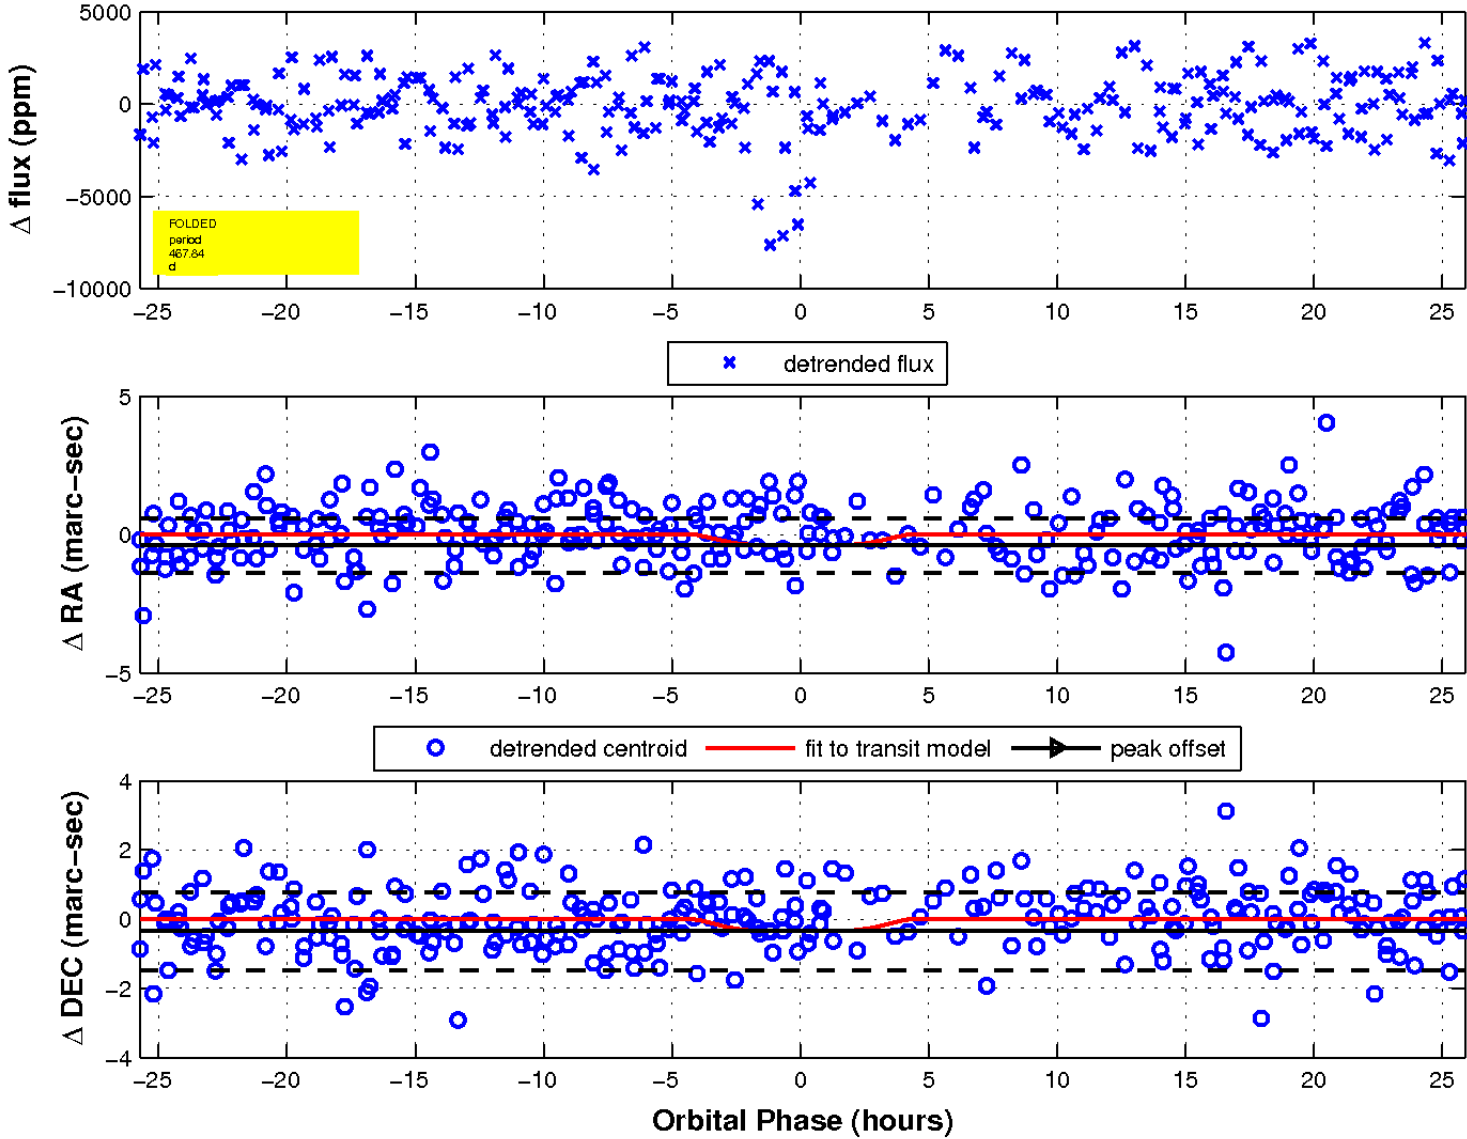 5000
0
−5000
−10000
Δ flux (ppm)
FOLDED
period
467.84
d
−25 −20 −15 −10 −5 0 5 10 15 20 25
detrended flux
5
0
−5
Δ RA (marc−sec)
−25 −20 −15 −10 −5 0 5 10 15 20 25
detrended centroid fit to transit model peak offset
4
2
0
−2
−4
Δ DEC (marc−sec)
−25 −20 −15 −10 −5 0 5 10 15 20 25
Orbital Phase (hours)